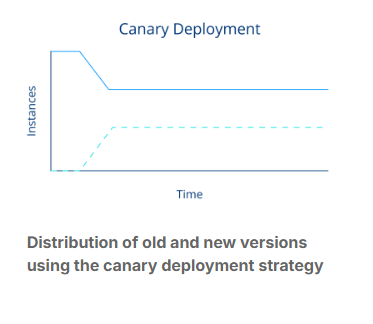 Canary Deployment
Instances
Time
Distribution of old and new versions
using the canary deployment strategy